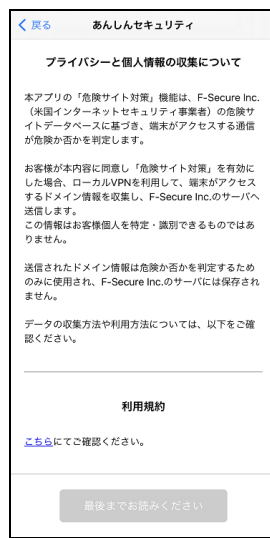 戻る
あんしんセキュリティ
プライバシーと個人情報の収集について
本アプリの「危険サイト対策」機能は、F-Secure Inc.
（米国インターネットセキュリティ事業者）の危険サ
イトデータベースに基づき、端末がアクセスする通信
が危険か否かを判定します。
お客様が本内容に同意し「危険サイト対策」を有効に
した場合、ローカルVPNを利用して、端末がアクセス
するドメイン情報を収集し、F-Secure Inc.のサーバへ
送信します。
この情報はお客様個人を特定・識別できるものではあ
りません。
送信されたドメイン情報は危険か否かを判定するため
のみに使用され、F-Secure Inc.のサーバには保存され
ません。
データの収集方法や利用方法については、以下をご確
認ください。
利用規約
こちらにてご確認ください。
最後までお読みください